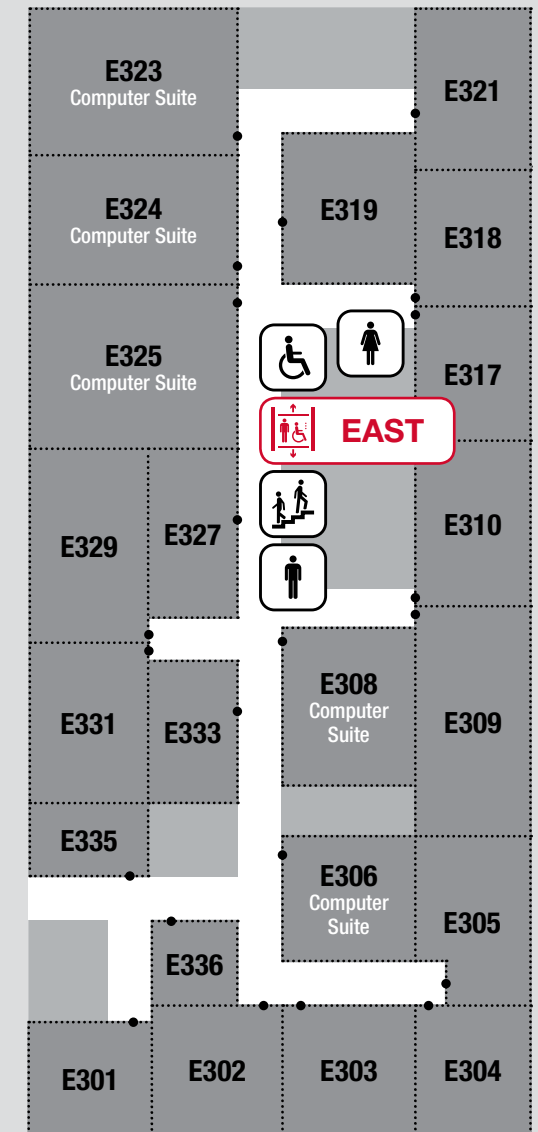 E323
Computer Suite
E321
E324
Computer Suite
E319
E318
E325
Computer Suite
E317
EAST
E329
E327
E310
E331
E333
E308
Computer
Suite
E309
E335
E306
Computer
Suite
E305
E336
E301
E302
E303
E304